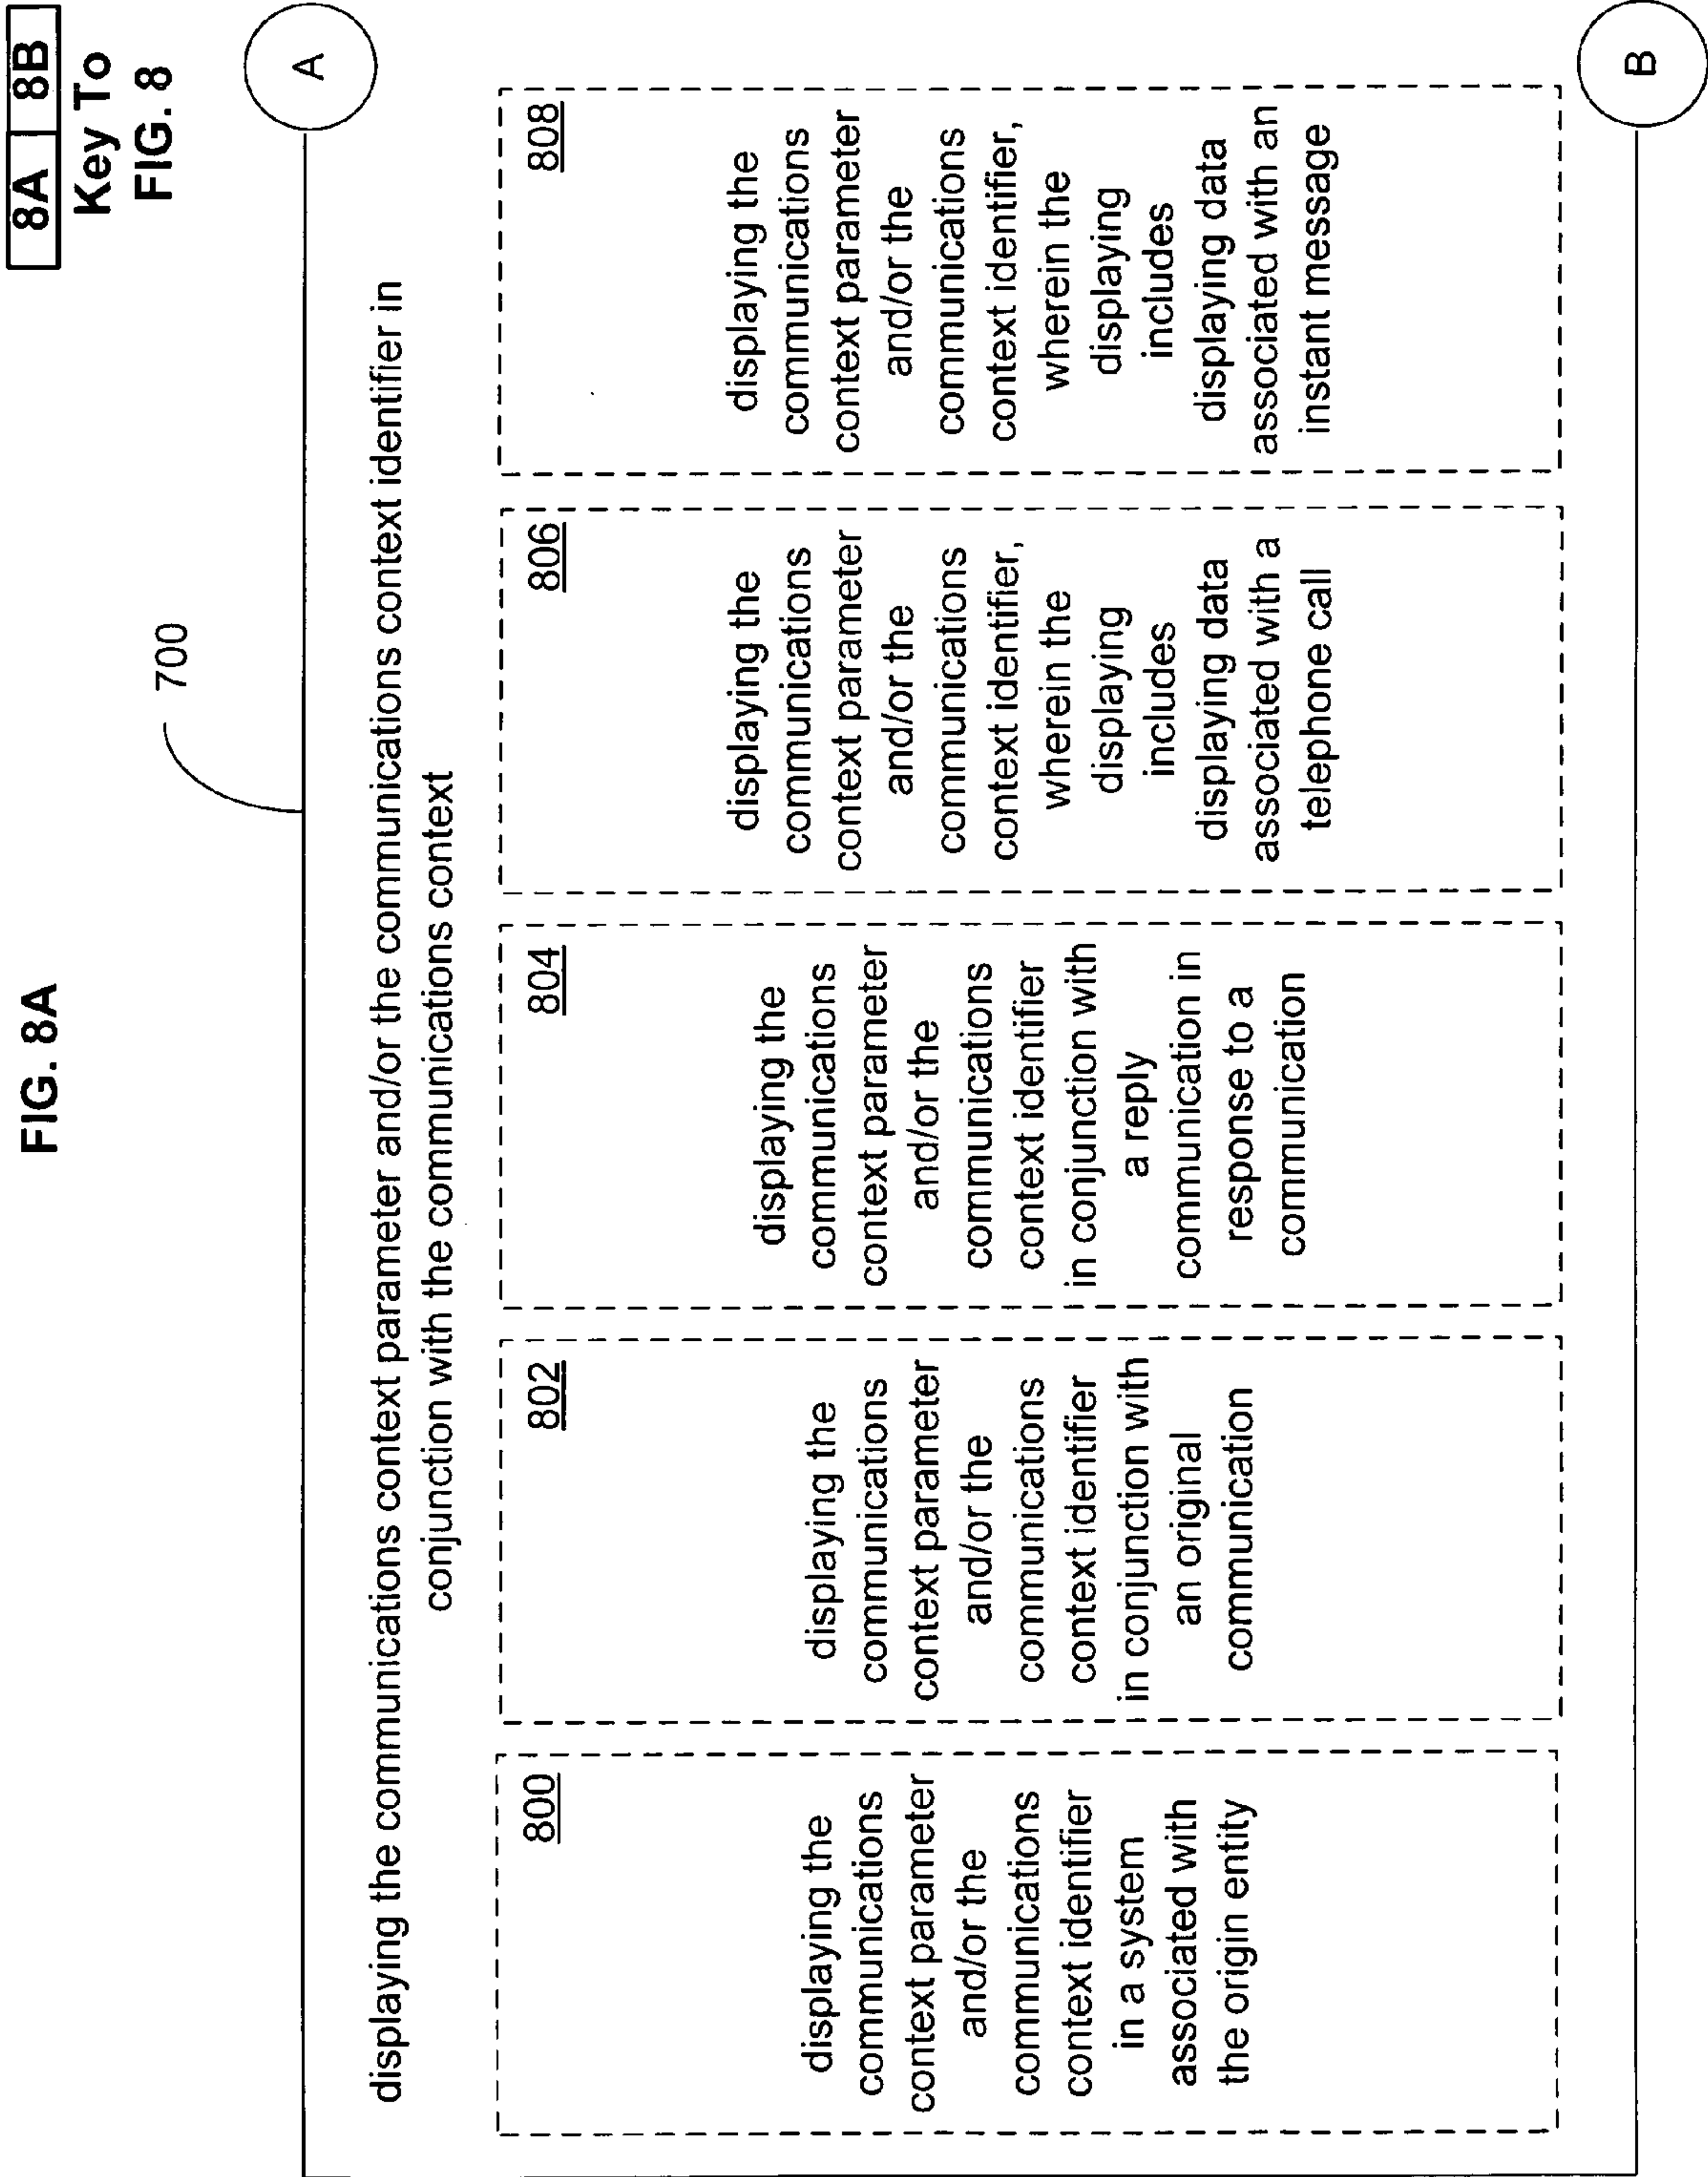 FIG. 8A
8A 8B
Key To
FIG. 8
700
A
displaying the communications context parameter and/or the communications context identifier in
conjunction with the communications context
800
displaying the
communications
context parameter
and/or the
communications
context identifier
in a system
associated with
the origin entity
802
displaying the
communications
context parameter
and/or the
communications
context identifier
in conjunction with
an original
communication
804
displaying the
communications
context parameter
and/or the
communications
context identifier
in conjunction with
a reply
communication in
response to a
communication
806
displaying the
communications
context parameter
and/or the
communications
context identifier,
wherein the
displaying
includes
displaying data
associated with a
telephone call
808
displaying the
communications
context parameter
and/or the
communications
context identifier,
wherein the
displaying
includes
displaying data
associated with an
instant message
B